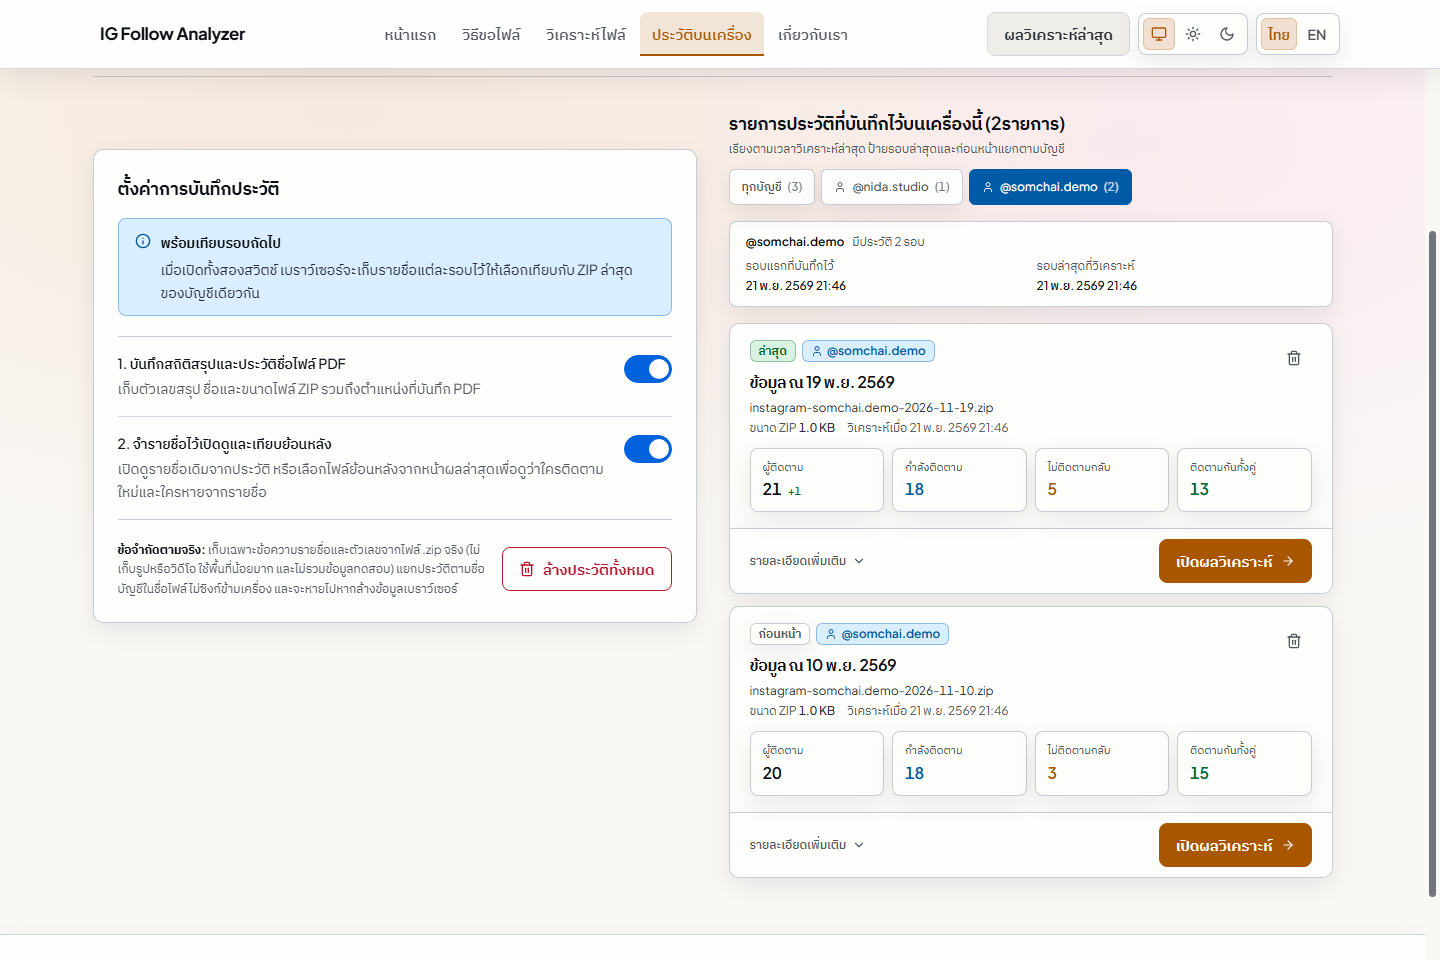 IG Follow Analyzer
หน้าแรก
วิธีขอไฟล์
วิเคราะห์ไฟล์
ประวัติบนเครื่อง
เกี่ยวกับเรา
ผลวิเคราะห์ล่าสุด
ไทย
EN
ตั้งค่าการบันทึกประวัติ
พร้อมเทียบรอบถัดไป
เมื่อเปิดทั้งสองสวิตช์ เบราว์เซอร์จะเก็บรายชื่อแต่ละรอบไว้ให้เลือกเทียบกับ ZIP ล่าสุด
ของบัญชีเดียวกัน
1. บันทึกสถิติสรุปและประวัติชื่อไฟล์ PDF
เก็บตัวเลขสรุป ชื่อและขนาดไฟล์ ZIP รวมถึงตำแหน่งที่บันทึก PDF
2. จำรายชื่อไว้เปิดดูและเทียบย้อนหลัง
เปิดดูรายชื่อเดิมจากประวัติ หรือเลือกไฟล์ย้อนหลังจากหน้าผลล่าสุดเพื่อดูว่าใครติดตาม
ใหม่และใครหายจากรายชื่อ
ข้อจำกัดตามจริง: เก็บเฉพาะข้อความรายชื่อและตัวเลขจากไฟล์ .zip จริง (ไม่
เก็บรูปหรือวิดีโอ ใช้พื้นที่น้อยมาก และไม่รวมข้อมูลทดสอบ) แยกประวัติตามชื่อ
บัญชีในชื่อไฟล์ ไม่ซิงก์ข้ามเครื่อง และจะหายไปหากล้างข้อมูลเบราว์เซอร์
ล้างประวัติทั้งหมด
รายการประวัติที่บันทึกไว้บนเครื่องนี้ (2รายการ)
เรียงตามเวลาวิเคราะห์ล่าสุด ป้ายรอบล่าสุดและก่อนหน้าแยกตามบัญชี
ทุกบัญชี (3)
@nida.studio (1)
@somchai.demo (2)
@somchai.demo มีประวัติ 2 รอบ
รอบแรกที่บันทึกไว้
21 พ.ย. 2569 21:46
รอบล่าสุดที่วิเคราะห์
21 พ.ย. 2569 21:46
ล่าสุด
@somchai.demo
ข้อมูล ณ 19 พ.ย. 2569
instagram-somchai.demo-2026-11-19.zip
ขนาด ZIP 1.0 KB วิเคราะห์เมื่อ 21 พ.ย. 2569 21:46
ผู้ติดตาม
21 +1
กำลังติดตาม
18
ไม่ติดตามกลับ
5
ติดตามกันทั้งคู่
13
รายละเอียดเพิ่มเติม
เปิดผลวิเคราะห์
ก่อนหน้า
@somchai.demo
ข้อมูล ณ 10 พ.ย. 2569
instagram-somchai.demo-2026-11-10.zip
ขนาด ZIP 1.0 KB วิเคราะห์เมื่อ 21 พ.ย. 2569 21:46
ผู้ติดตาม
20
กำลังติดตาม
18
ไม่ติดตามกลับ
3
ติดตามกันทั้งคู่
15
รายละเอียดเพิ่มเติม
เปิดผลวิเคราะห์